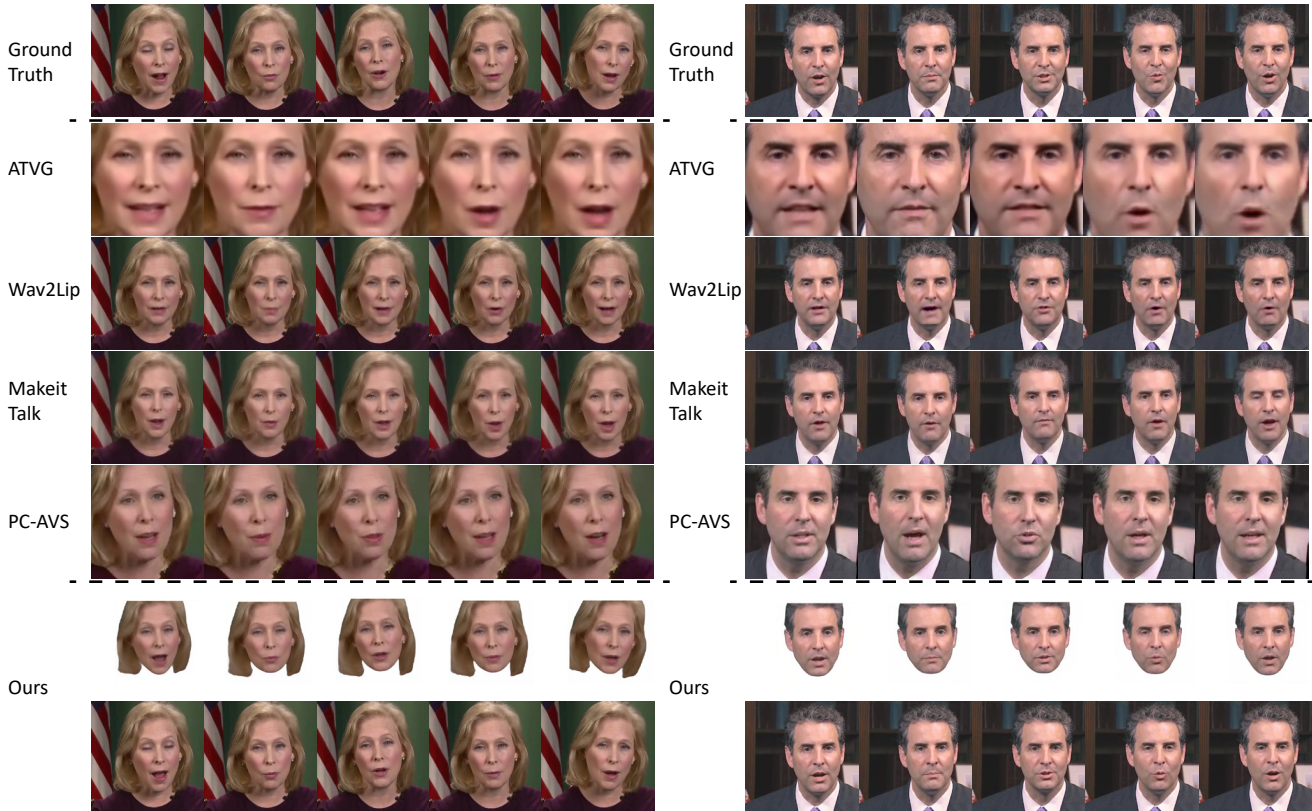 Ground
Truth
ATVG
Wav2Lip
Makeit
Talk
PC-AVS
Ours
Ground
Truth
ATVG
Wav2Lip
Makeit
Talk
PC-AVS
Ours